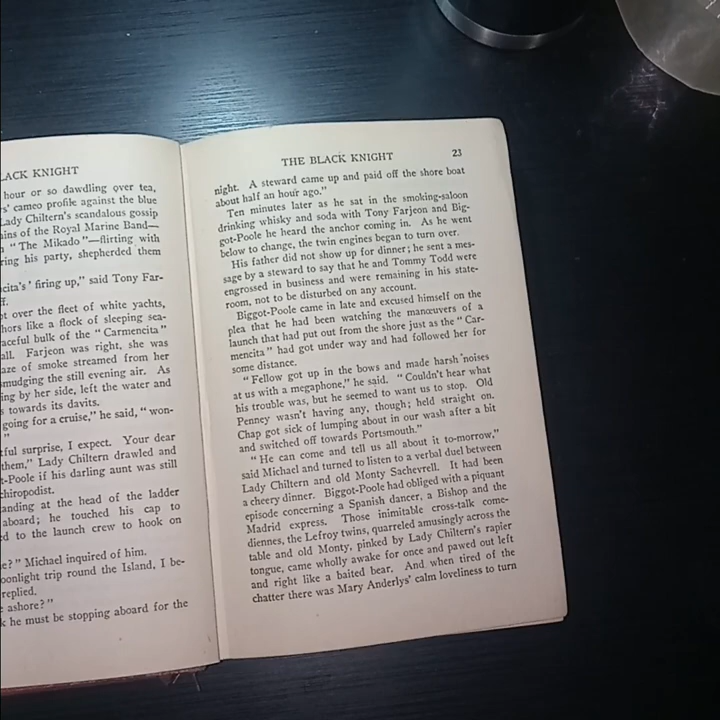 LACK KNIGHT
hour or so dawdling over tea,
s' cameo profile against the blue
Lady Chiltern's scandalous gossip
ains of the Royal Marine Band—
"The Mikado"—flirting with
ring his party, shepherded them
cita's' firing up," said Tony Far-
f.
ot over the fleet of white yachts,
hors like a flock of sleeping sea-
aceful bulk of the "Carmencita"
all. Farjeon was right, she was
aze of smoke streamed from her
smudging the still evening air. As
ing by her side, left the water and
s towards its davits.
going for a cruise," he said, "won-
"
tful surprise, I expect. Your dear
them," Lady Chiltern drawled and
t-Poole if his darling aunt was still
chiropodist.
anding at the head of the ladder
aboard; he touched his cap to
ed to the launch crew to hook on
e?" Michael inquired of him.
oonlight trip round the Island, I be-
replied.
ashore?"
k he must be stopping aboard for the
THE BLACK KNIGHT 23
night. A steward came up and paid off the shore boat
about half an hour ago."
Ten minutes later as he sat in the smoking-saloon
drinking whisky and soda with Tony Farjeon and Big-
got-Poole he heard the anchor coming in. As he went
below to change, the twin engines began to turn over.
His father did not show up for dinner; he sent a mes-
sage by a steward to say that he and Tommy Todd were
engrossed in business and were remaining in his state-
room, not to be disturbed on any account.
Biggot-Poole came in late and excused himself on the
plea that he had been watching the manœuvres of a
launch that had put out from the shore just as the "Car-
mencita" had got under way and had followed her for
some distance.
"Fellow got up in the bows and made harsh noises
at us with a megaphone," he said. "Couldn't hear what
his trouble was, but he seemed to want us to stop. Old
Penney wasn't having any, though; held straight on.
Chap got sick of lumping about in our wash after a bit
and switched off towards Portsmouth."
"He can come and tell us all about it to-morrow,"
said Michael and turned to listen to a verbal duel between
Lady Chiltern and old Monty Sacheverell. It had been
a cheery dinner. Biggot-Poole had obliged with a piquant
episode concerning a Spanish dancer, a Bishop and the
Madrid express. Those inimitable cross-talk come-
diennes, the Lefroy twins, quarreled amusingly across the
table and old Monty, pinked by Lady Chiltern's rapier
tongue, came wholly awake for once and pawed out left
and right like a baited bear. And when tired of the
chatter there was Mary Anderlys' calm loveliness to turn